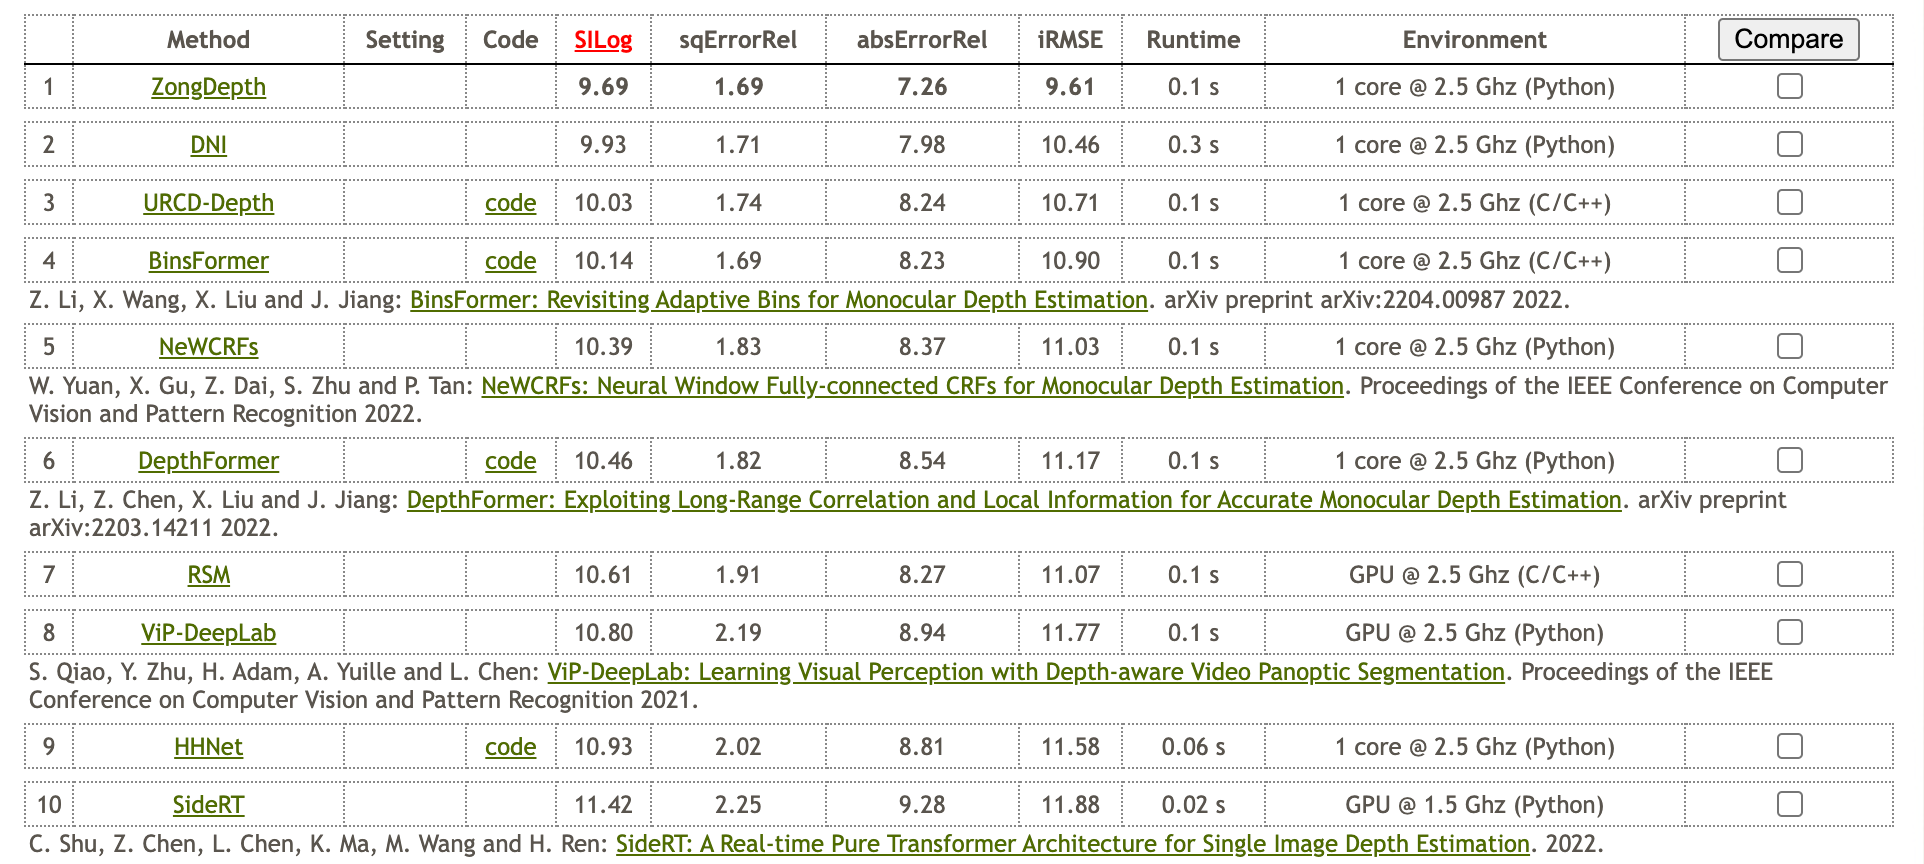 Method Setting Code SILog sqErrorRel absErrorRel iRMSE Runtime Environment Compare
1 ZongDepth 9.69 1.69 7.26 9.61 0.1 s 1 core @ 2.5 Ghz (Python)
2 DNI 9.93 1.71 7.98 10.46 0.3 s 1 core @ 2.5 Ghz (Python)
3 URCD-Depth code 10.03 1.74 8.24 10.71 0.1 s 1 core @ 2.5 Ghz (C/C++)
4 BinsFormer code 10.14 1.69 8.23 10.90 0.1 s 1 core @ 2.5 Ghz (C/C++)
Z. Li, X. Wang, X. Liu and J. Jiang: BinsFormer: Revisiting Adaptive Bins for Monocular Depth Estimation. arXiv preprint arXiv:2204.00987 2022.
5 NeWCRFs 10.39 1.83 8.37 11.03 0.1 s 1 core @ 2.5 Ghz (Python)
W. Yuan, X. Gu, Z. Dai, S. Zhu and P. Tan: NeWCRFs: Neural Window Fully-connected CRFs for Monocular Depth Estimation. Proceedings of the IEEE Conference on Computer
Vision and Pattern Recognition 2022.
6 DepthFormer code 10.46 1.82 8.54 11.17 0.1 s 1 core @ 2.5 Ghz (Python)
Z. Li, Z. Chen, X. Liu and J. Jiang: DepthFormer: Exploiting Long-Range Correlation and Local Information for Accurate Monocular Depth Estimation. arXiv preprint
arXiv:2203.14211 2022.
7 RSM 10.61 1.91 8.27 11.07 0.1 s GPU @ 2.5 Ghz (C/C++)
8 ViP-DeepLab 10.80 2.19 8.94 11.77 0.1 s GPU @ 2.5 Ghz (Python)
S. Qiao, Y. Zhu, H. Adam, A. Yuille and L. Chen: ViP-DeepLab: Learning Visual Perception with Depth-aware Video Panoptic Segmentation. Proceedings of the IEEE
Conference on Computer Vision and Pattern Recognition 2021.
9 HHNet code 10.93 2.02 8.81 11.58 0.06 s 1 core @ 2.5 Ghz (Python)
10 SideRT 11.42 2.25 9.28 11.88 0.02 s GPU @ 1.5 Ghz (Python)
C. Shu, Z. Chen, L. Chen, K. Ma, M. Wang and H. Ren: SideRT: A Real-time Pure Transformer Architecture for Single Image Depth Estimation. 2022.